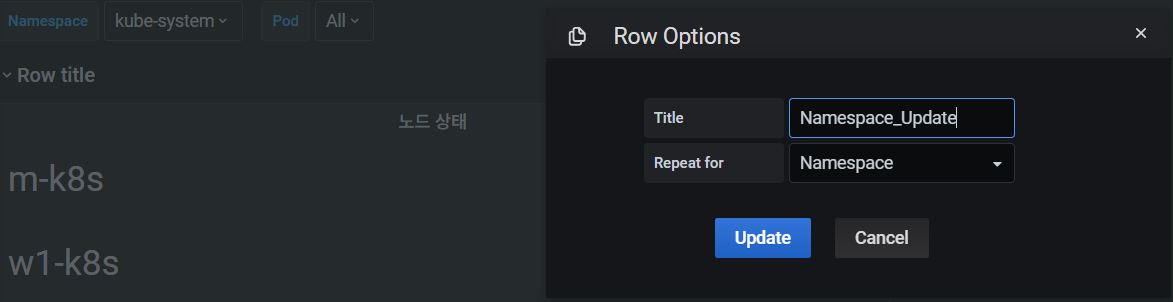 Namespace kube-system Pod All
Row title
노드 상태
m-k8s
w1-k8s
Row Options
Title Namespace_Update
Repeat for Namespace
Update Cancel